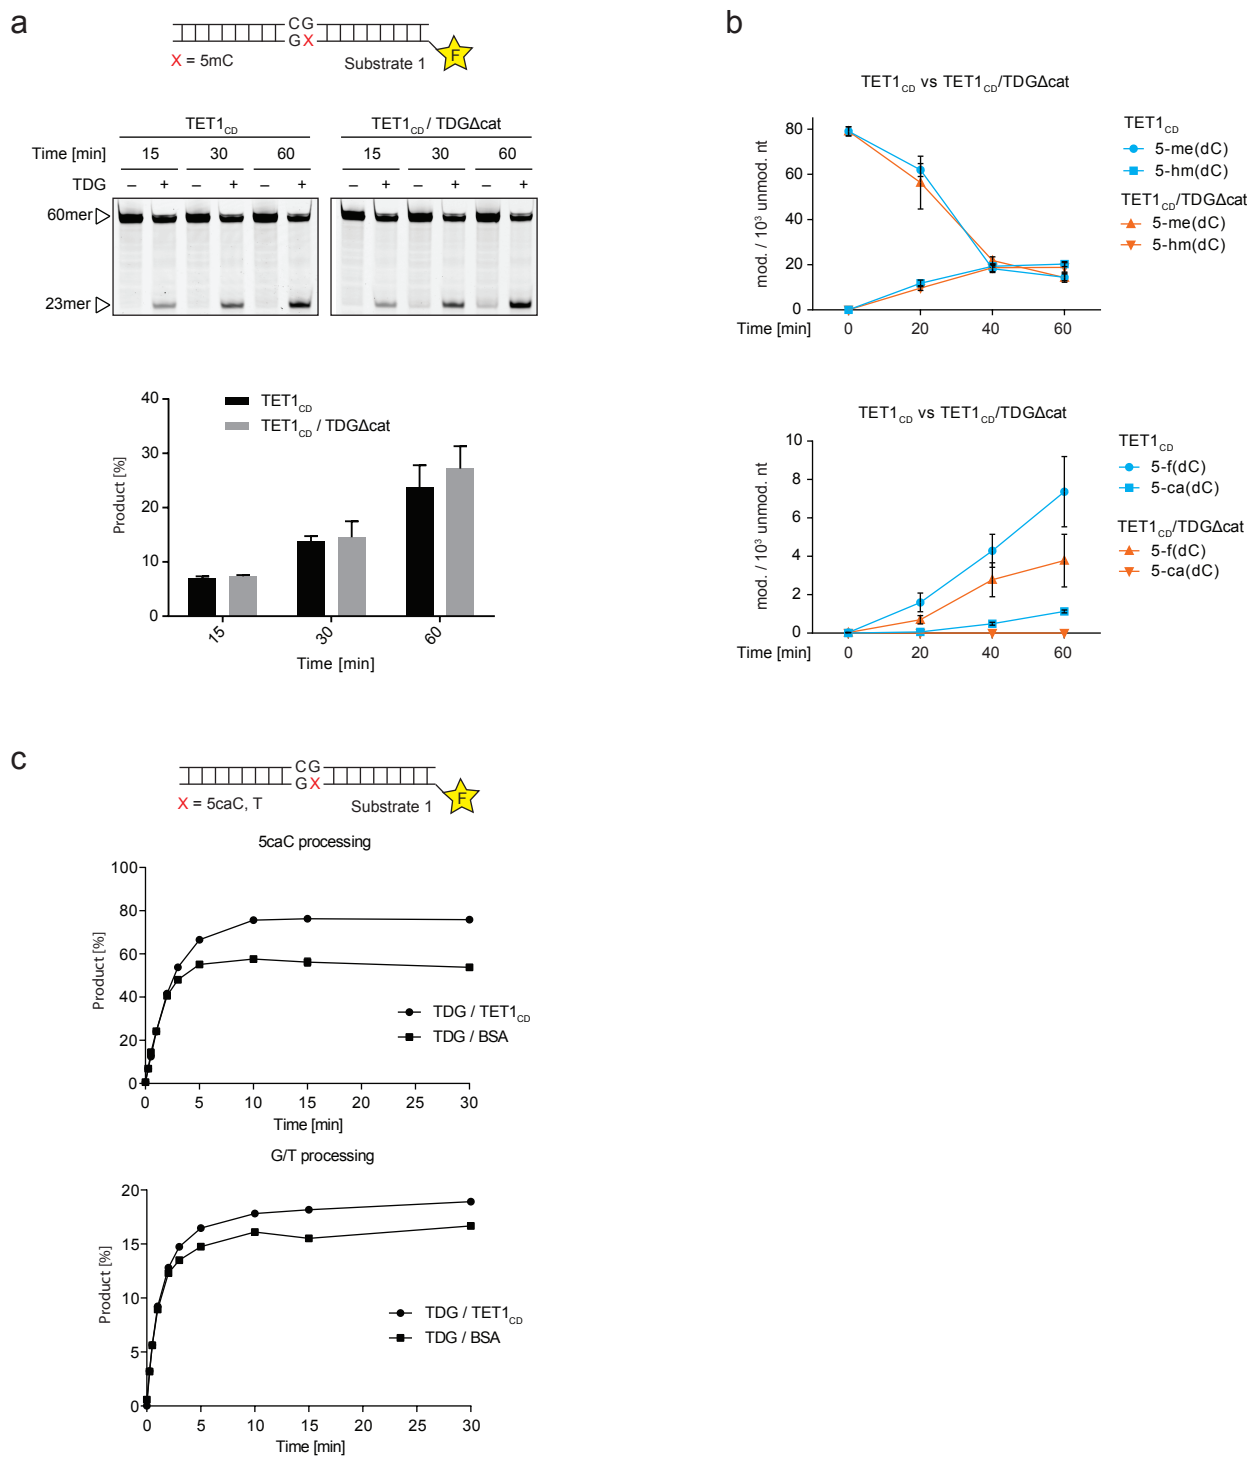 a
CG
GX
X = 5mC
Substrate 1
F
TET1CD
TET1CD / TDGΔcat
Time [min]
15
30
60
15
30
60
TDG
– + – + – +
– + – + – +
60mer
23mer
TET1CD
TET1CD / TDGΔcat
Product [%]
40
30
20
10
0
15
30
60
Time [min]
b
TET1CD vs TET1CD/TDGΔcat
mod. / 10³ unmod. nt
80
60
40
20
0
Time [min]
0
20
40
60
TET1CD
5-me(dC)
5-hm(dC)
TET1CD/TDGΔcat
5-me(dC)
5-hm(dC)
TET1CD vs TET1CD/TDGΔcat
mod. / 10³ unmod. nt
10
8
6
4
2
0
Time [min]
0
20
40
60
TET1CD
5-f(dC)
5-ca(dC)
TET1CD/TDGΔcat
5-f(dC)
5-ca(dC)
c
CG
GX
X = 5caC, T
Substrate 1
F
5caC processing
Product [%]
100
80
60
40
20
0
0
5
10
15
20
25
30
Time [min]
TDG / TET1CD
TDG / BSA
G/T processing
Product [%]
20
15
10
5
0
0
5
10
15
20
25
30
Time [min]
TDG / TET1CD
TDG / BSA